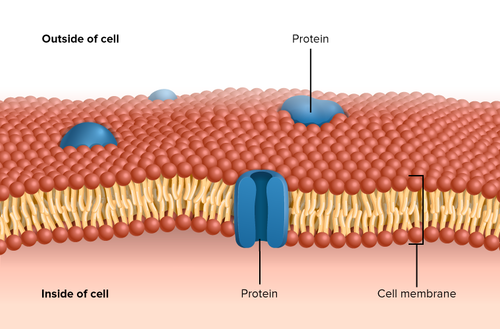 Outside of cell
Protein
Inside of cell
Protein
Cell membrane